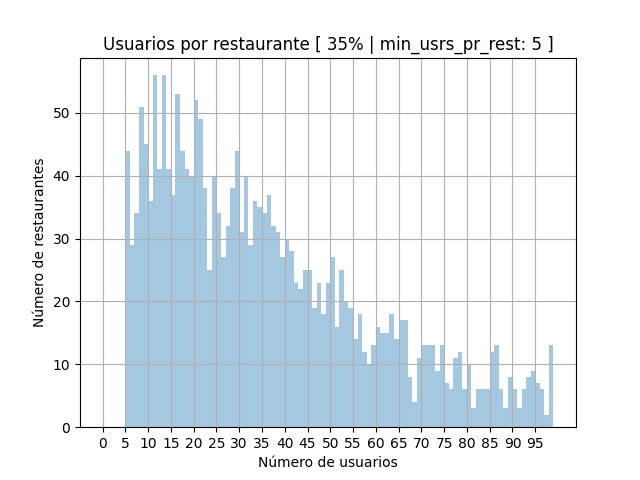 Usuarios por restaurante [ 35% | min_usrs_pr_rest: 5 ]
Número de restaurantes
50
40
30
20
10
0
0 5 10 15 20 25 30 35 40 45 50 55 60 65 70 75 80 85 90 95
Número de usuarios